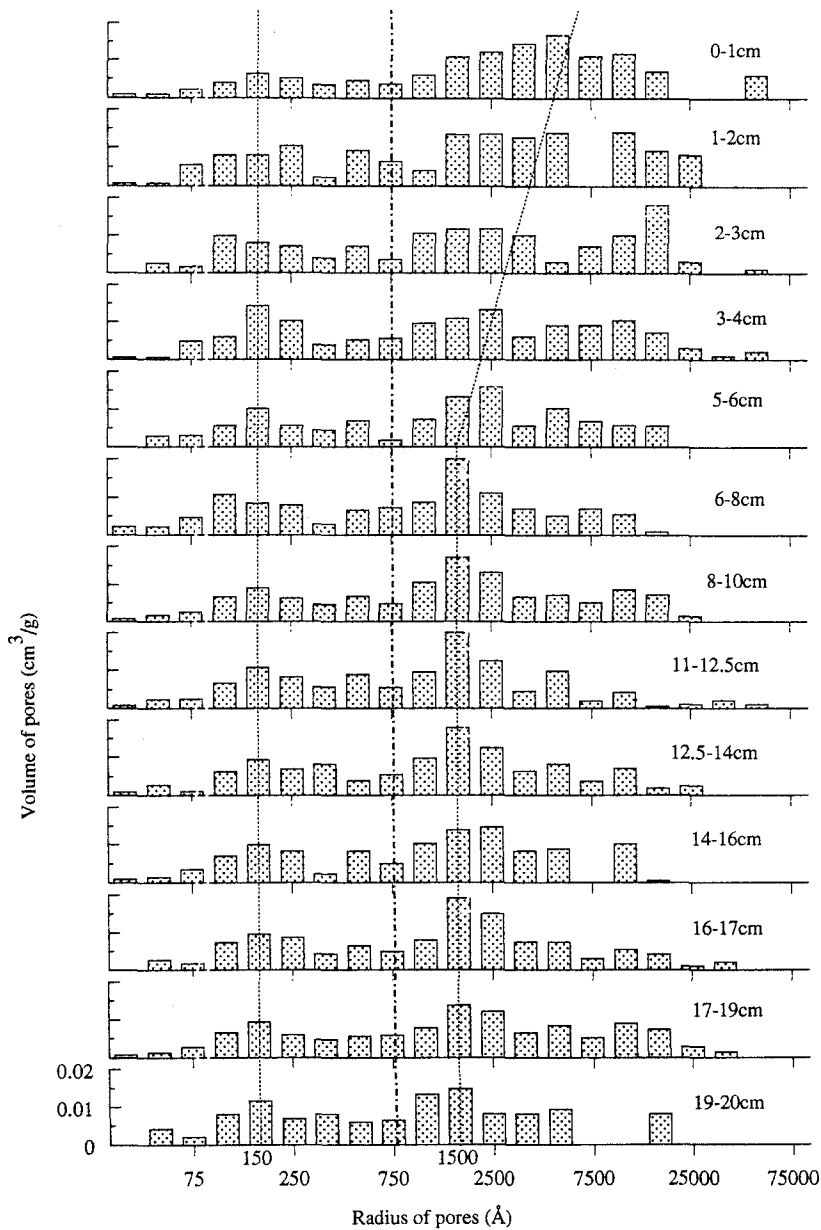 0-1cm
1-2cm
2-3cm
3-4cm
5-6cm
6-8cm
8-10cm
11-12.5cm
12.5-14cm
14-16cm
16-17cm
17-19cm
19-20cm
Volume of pores (cm³/g)
0.02
0.01
0
150 1500
75 250 750 2500 7500 25000 75000
Radius of pores (Å)